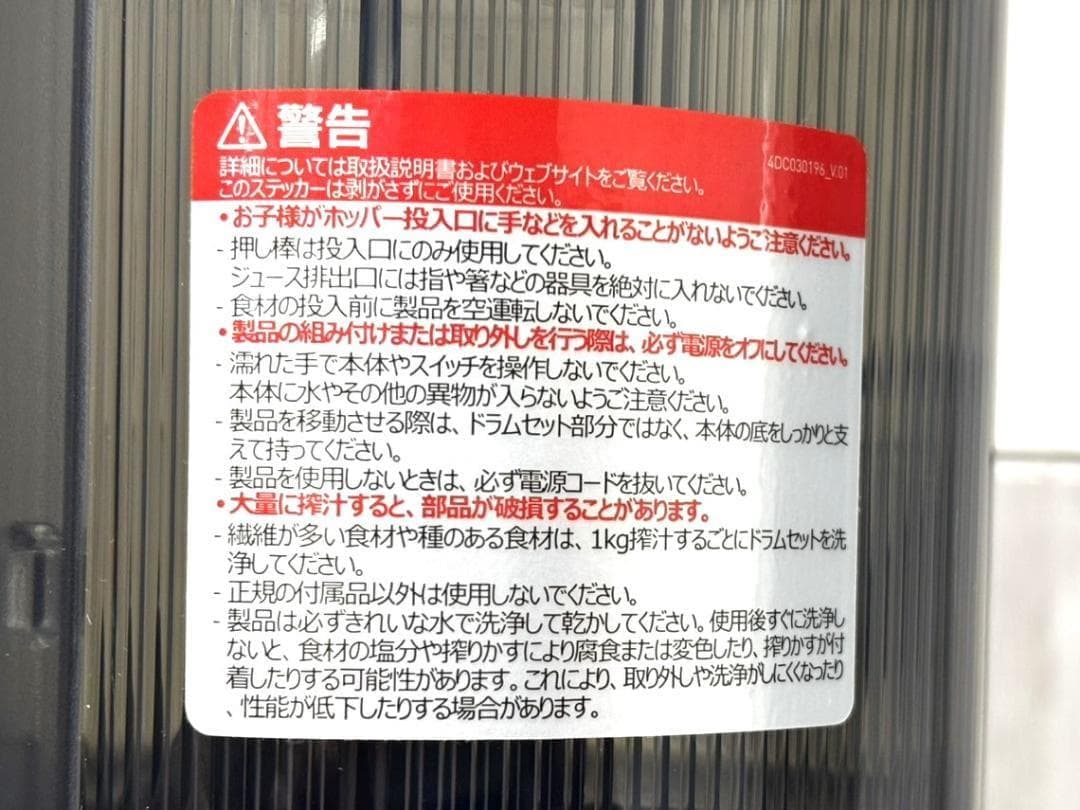 警告
詳細については取扱説明書およびウェブサイトをご覧ください。
4DC030196_V.01
このステッカーは剥がさずにご使用ください。
•お子様がホッパー投入口に手などを入れることがないようご注意ください。
- 押し棒は投入口にのみ使用してください。
ジュース排出口には指や箸などの器具を絶対に入れないでください。
- 食材の投入前に製品を空運転しないでください。
•製品の組み付けまたは取り外しを行う際は、必ず電源をオフにしてください。
- 濡れた手で本体やスイッチを操作しないでください。
本体に水やその他の異物が入らないようご注意ください。
- 製品を移動させる際は、ドラムセット部分ではなく、本体の底をしっかりと支
えて持ってください。
- 製品を使用しないときは、必ず電源コードを抜いてください。
•大量に搾汁すると、部品が破損することがあります。
- 繊維が多い食材や種のある食材は、1kg搾汁するごとにドラムセットを洗
浄してください。
- 正規の付属品以外は使用しないでください。
- 製品は必ずきれいな水で洗浄して乾かしてください。使用後すぐに洗浄し
ないと、食材の塩分や搾りかすにより腐食または変色したり、搾りかすが付
着したりする可能性があります。これにより、取り外しや洗浄がしにくくなったり
、性能が低下したりする場合があります。